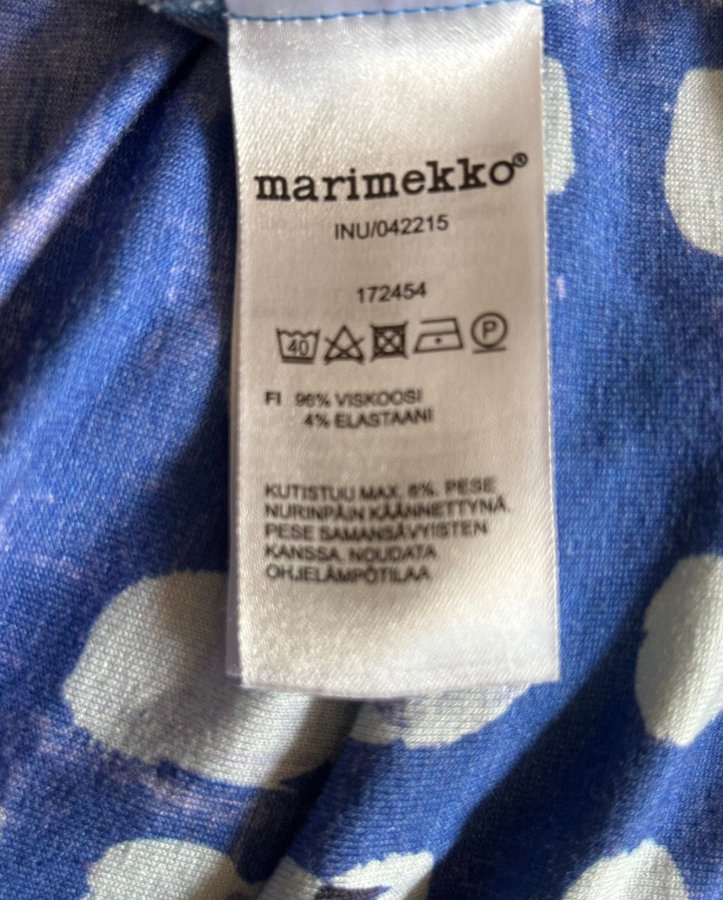 marimekko®
INU/042215
172454
40 P
FI 96% VISKOOSI
4% ELASTAANI
KUTISTUU MAX. 6%. PESE
NURINPÄIN KÄÄNNETTYNÄ.
PESE SAMANSÄVYISTEN
KANSSA. NOUDATA
OHJELÄMPÖTILAA